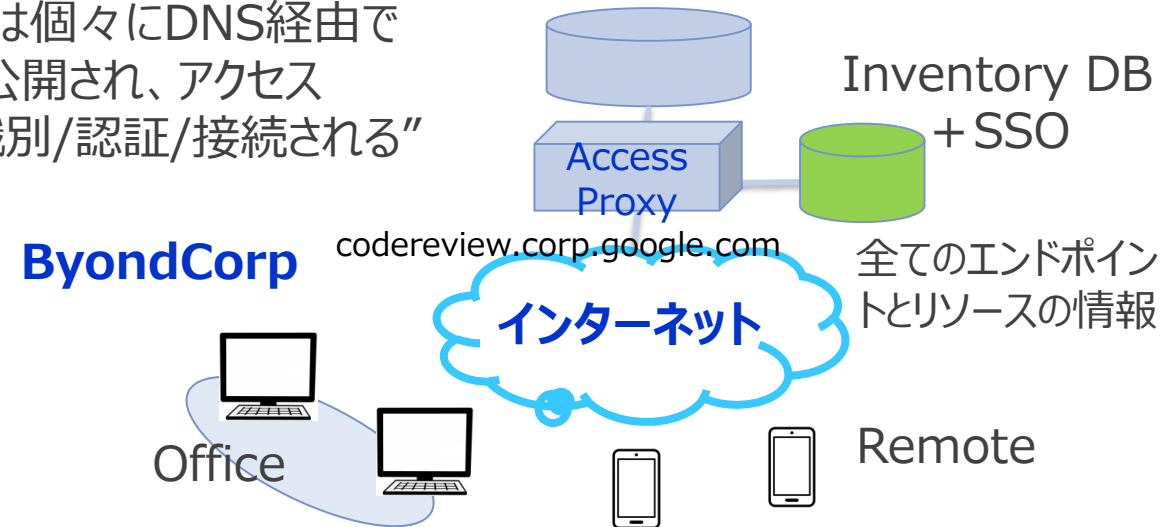 は個々にDNS経由で
公開され、アクセス
別/認証/接続される”
Inventory DB
＋SSO
Access
Proxy
codereview.corp.google.com
ByondCorp
全てのエンドポイン
トとリソースの情報
インターネット
Office
Remote